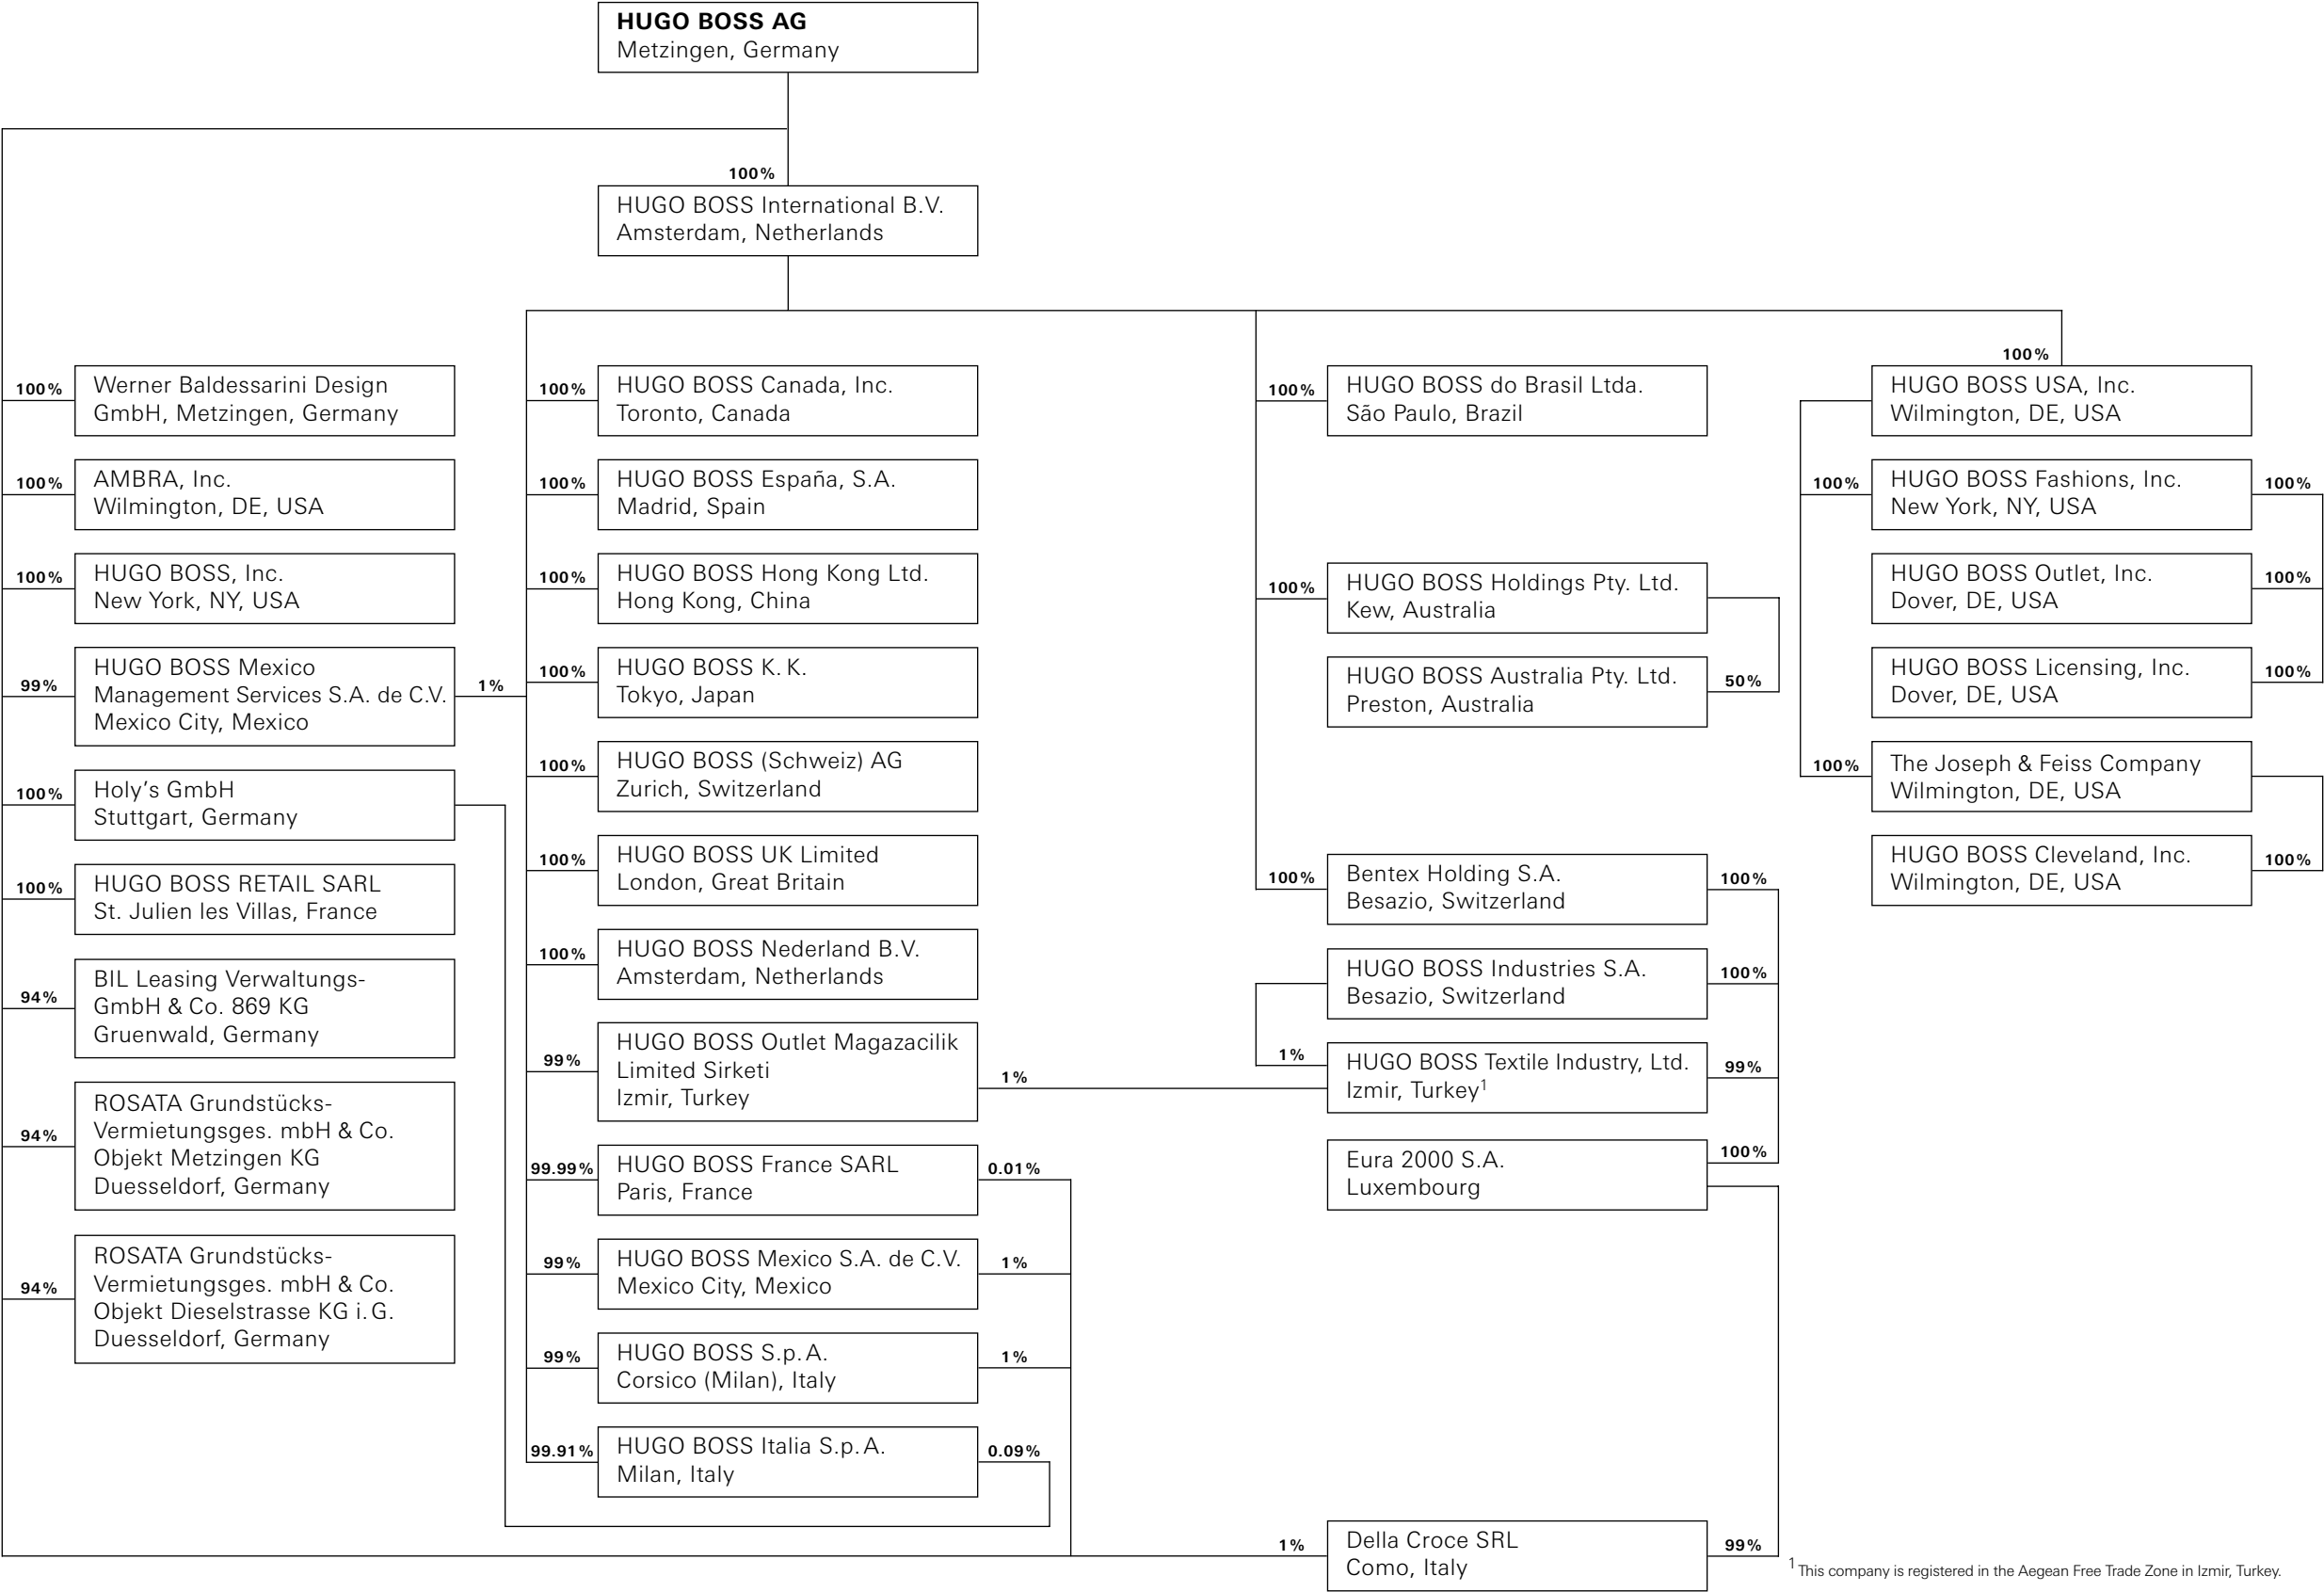 HUGO BOSS AG
Metzingen, Germany
100%
HUGO BOSS International B.V.
Amsterdam, Netherlands
100%
Werner Baldessarini Design
GmbH, Metzingen, Germany
100%
AMBRA, Inc.
Wilmington, DE, USA
100%
HUGO BOSS, Inc.
New York, NY, USA
99%
HUGO BOSS Mexico
Management Services S.A. de C.V.
Mexico City, Mexico
1%
100%
Holy's GmbH
Stuttgart, Germany
100%
HUGO BOSS RETAIL SARL
St. Julien les Villas, France
94%
BIL Leasing Verwaltungs-
GmbH & Co. 869 KG
Gruenwald, Germany
94%
ROSATA Grundstücks-
Vermietungsges. mbH & Co.
Objekt Metzingen KG
Duesseldorf, Germany
94%
ROSATA Grundstücks-
Vermietungsges. mbH & Co.
Objekt Dieselstrasse KG i.G.
Duesseldorf, Germany
100%
HUGO BOSS Canada, Inc.
Toronto, Canada
100%
HUGO BOSS España, S.A.
Madrid, Spain
100%
HUGO BOSS Hong Kong Ltd.
Hong Kong, China
100%
HUGO BOSS K. K.
Tokyo, Japan
100%
HUGO BOSS (Schweiz) AG
Zurich, Switzerland
100%
HUGO BOSS UK Limited
London, Great Britain
100%
HUGO BOSS Nederland B.V.
Amsterdam, Netherlands
99%
HUGO BOSS Outlet Magazacilik
Limited Sirketi
Izmir, Turkey
1%
99.99%
HUGO BOSS France SARL
Paris, France
0.01%
99%
HUGO BOSS Mexico S.A. de C.V.
Mexico City, Mexico
1%
99%
HUGO BOSS S.p.A.
Corsico (Milan), Italy
1%
99.91%
HUGO BOSS Italia S.p.A.
Milan, Italy
0.09%
100%
HUGO BOSS do Brasil Ltda.
São Paulo, Brazil
100%
HUGO BOSS Holdings Pty. Ltd.
Kew, Australia
HUGO BOSS Australia Pty. Ltd.
Preston, Australia
50%
100%
Bentex Holding S.A.
Besazio, Switzerland
100%
HUGO BOSS Industries S.A.
Besazio, Switzerland
100%
1%
HUGO BOSS Textile Industry, Ltd.
Izmir, Turkey¹
99%
Eura 2000 S.A.
Luxembourg
100%
1%
Della Croce SRL
Como, Italy
99%
100%
HUGO BOSS USA, Inc.
Wilmington, DE, USA
100%
HUGO BOSS Fashions, Inc.
New York, NY, USA
100%
HUGO BOSS Outlet, Inc.
Dover, DE, USA
100%
HUGO BOSS Licensing, Inc.
Dover, DE, USA
100%
100%
The Joseph & Feiss Company
Wilmington, DE, USA
HUGO BOSS Cleveland, Inc.
Wilmington, DE, USA
100%
¹ This company is registered in the Aegean Free Trade Zone in Izmir, Turkey.